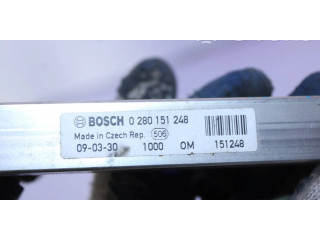 BOSCH 0 280 151 248
Made in Czech Rep. 506
09-03-30 1000 OM 151248